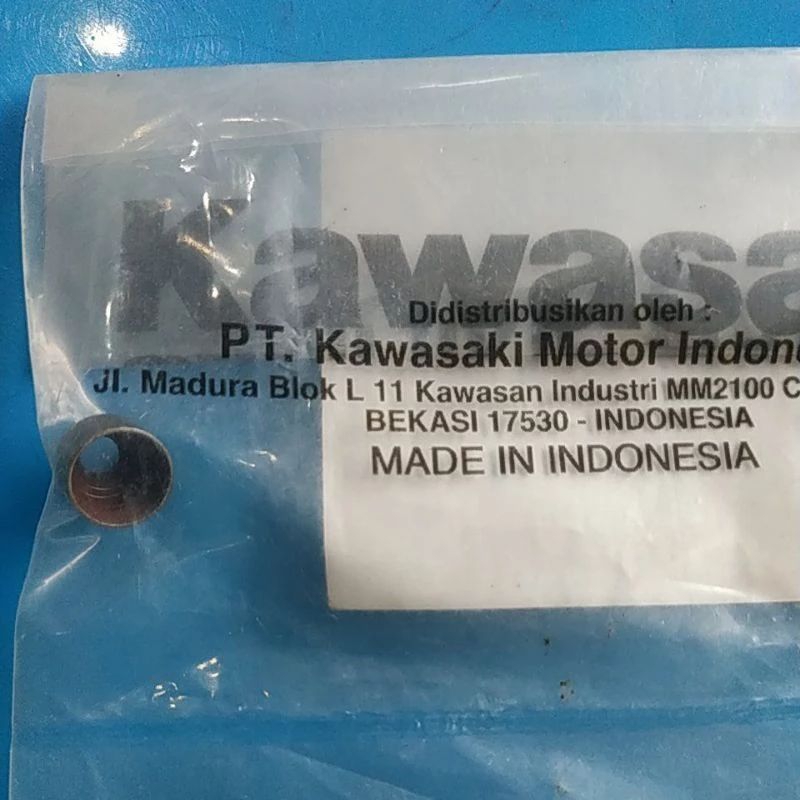 Kawasa
Didistribusikan oleh :
PT. Kawasaki Motor Indon
Jl. Madura Blok L 11 Kawasan Industri MM2100 C
BEKASI 17530 - INDONESIA
MADE IN INDONESIA